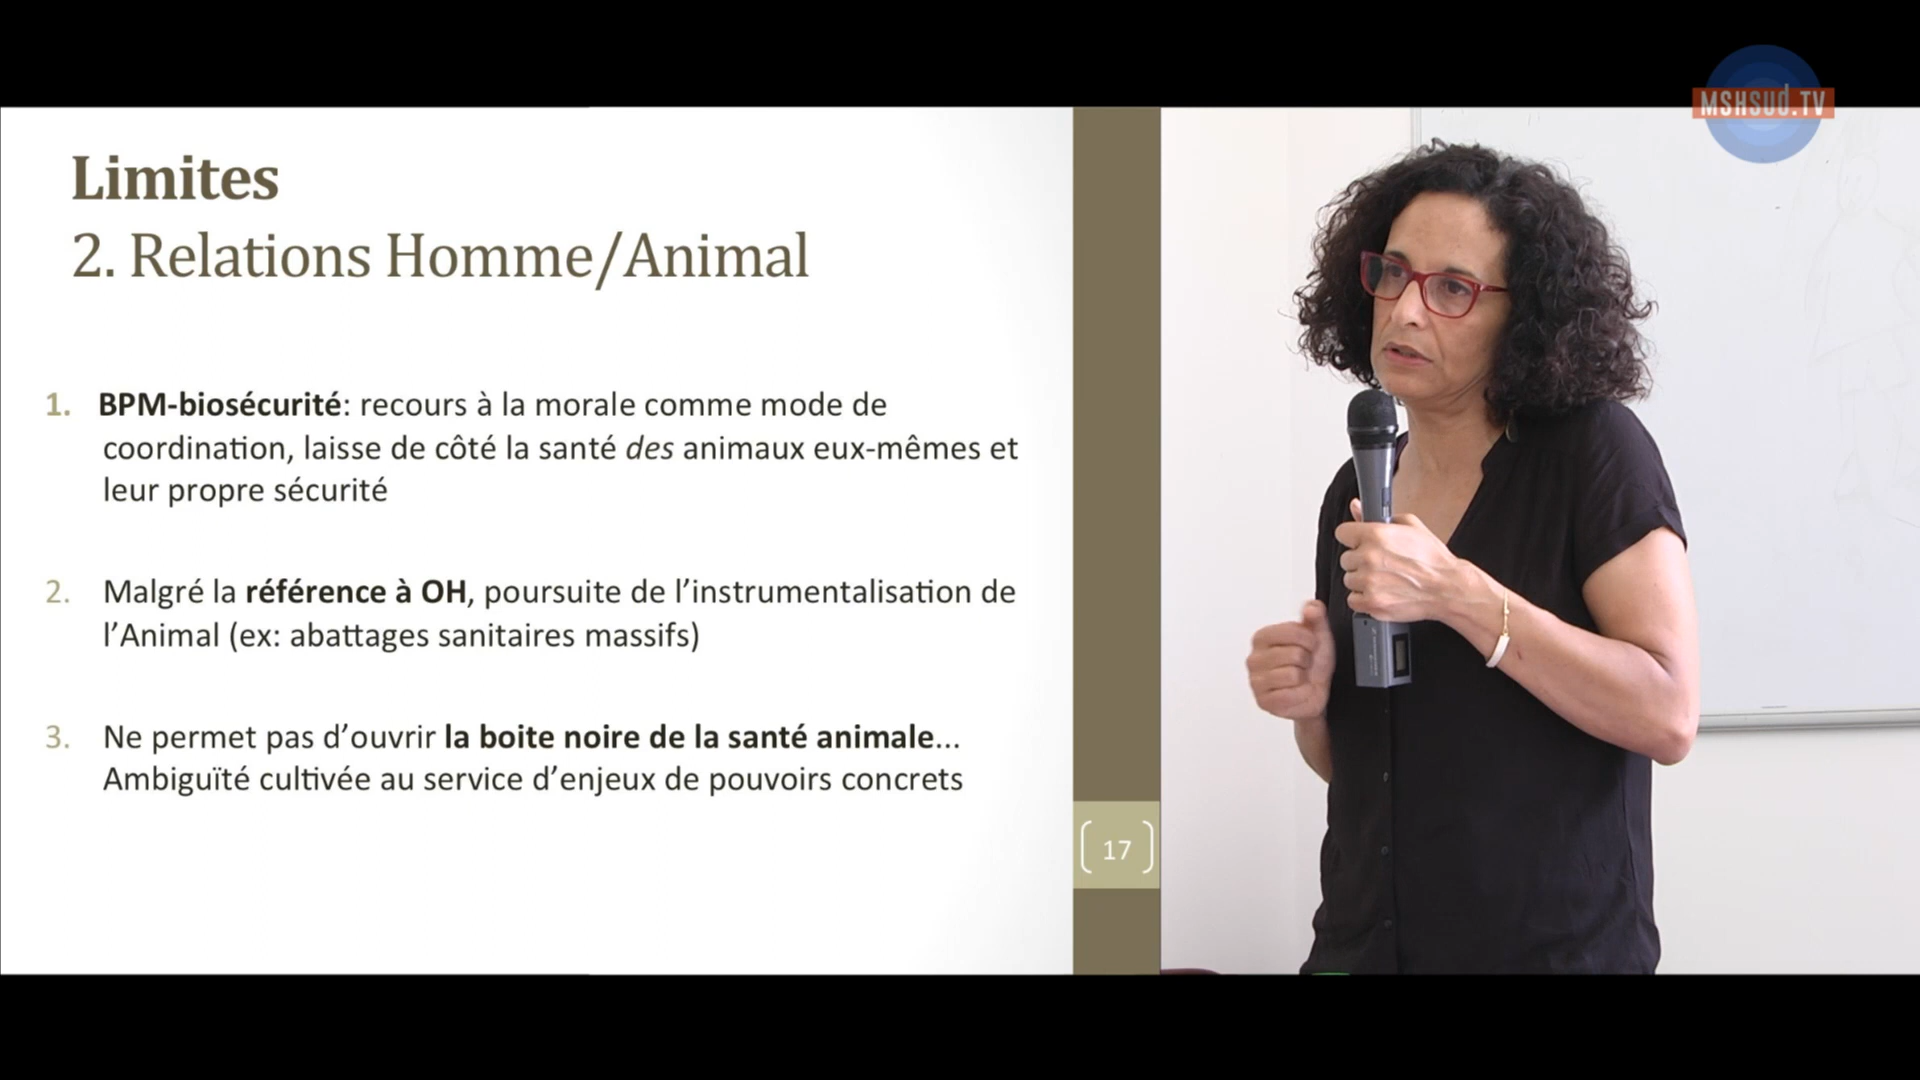 MSHSUD.TV
Limites
2. Relations Homme/Animal
1. BPM-biosécurité: recours à la morale comme mode de
coordination, laisse de côté la santé des animaux eux-mêmes et
leur propre sécurité
2. Malgré la référence à OH, poursuite de l’instrumentalisation de
l’Animal (ex: abattages sanitaires massifs)
3. Ne permet pas d’ouvrir la boite noire de la santé animale...
Ambiguïté cultivée au service d’enjeux de pouvoirs concrets
17